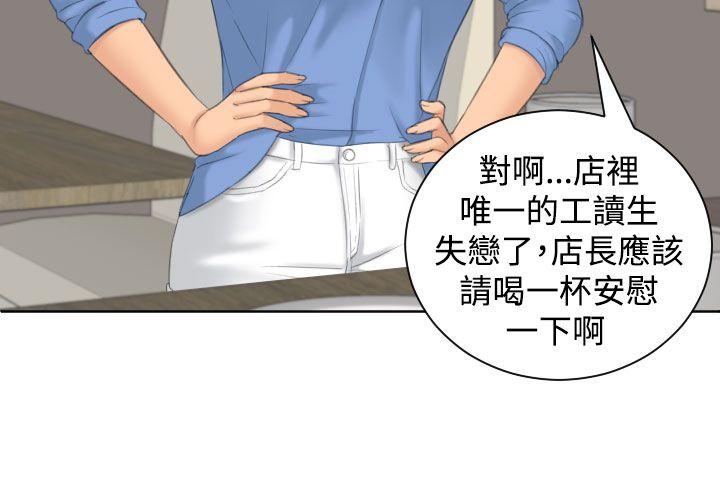 對啊...店裡
唯一的工讀生
失戀了,店長應該
請喝一杯安慰
一下啊